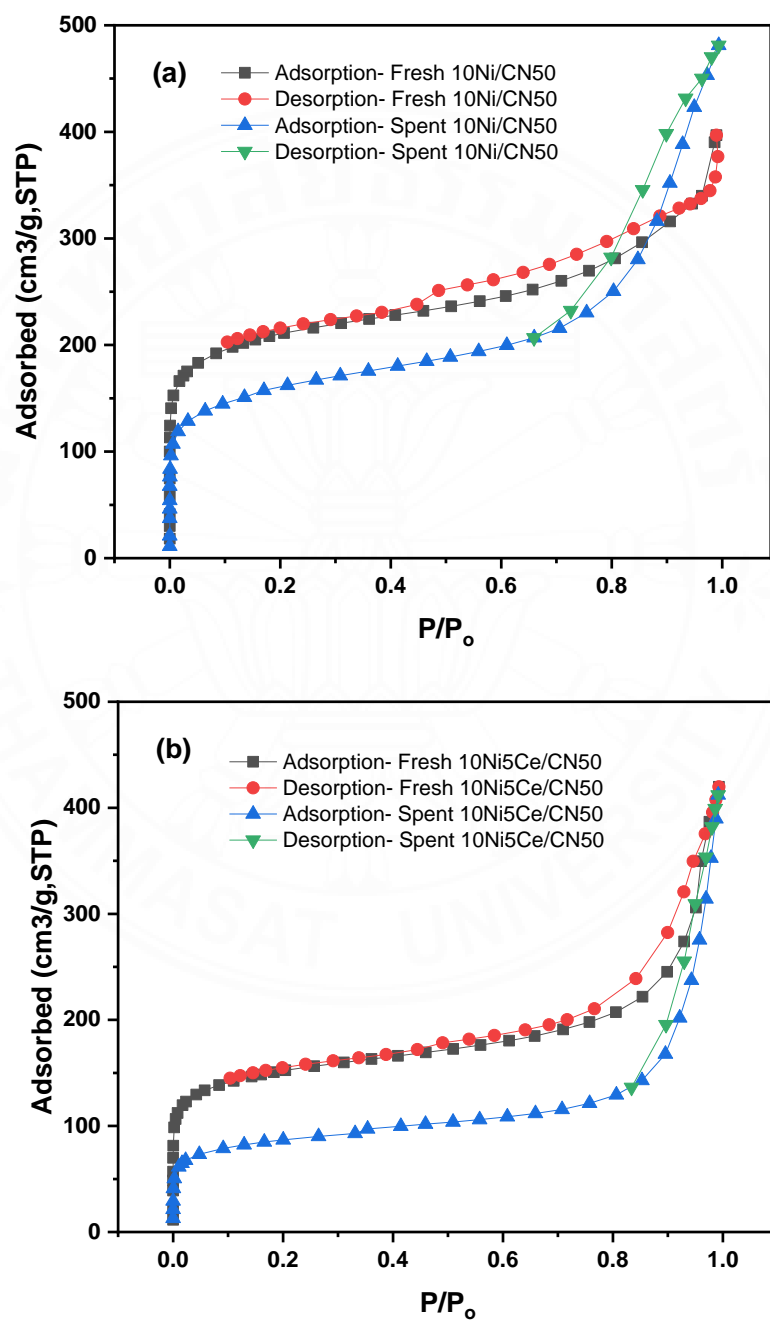 500
400
300
200
100
0
Adsorbed (cm3/g,STP)
(a)
Adsorption- Fresh 10Ni/CN50
Desorption- Fresh 10Ni/CN50
Adsorption- Spent 10Ni/CN50
Desorption- Spent 10Ni/CN50
0.0 0.2 0.4 0.6 0.8 1.0
P/Po
500
400
300
200
100
0
Adsorbed (cm3/g,STP)
(b)
Adsorption- Fresh 10Ni5Ce/CN50
Desorption- Fresh 10Ni5Ce/CN50
Adsorption- Spent 10Ni5Ce/CN50
Desorption- Spent 10Ni5Ce/CN50
0.0 0.2 0.4 0.6 0.8 1.0
P/Po
THAMMASAT UNIVERSITY